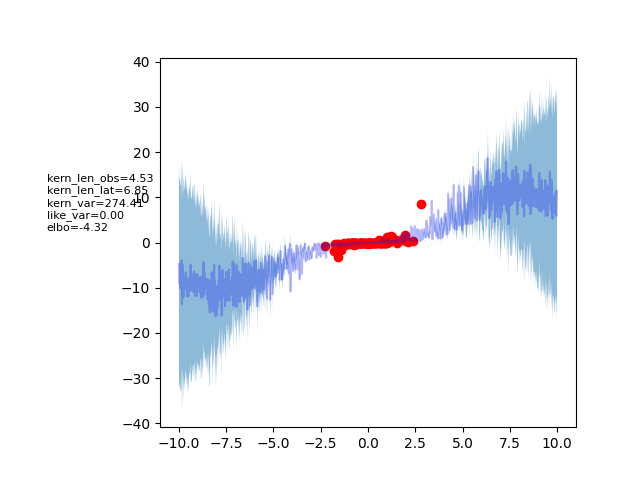 40
30
20
10
0
−10
−20
−30
−40
kern_len_obs=4.53
kern_len_lat=6.85
kern_var=274.41
like_var=0.00
elbo=-4.32
−10.0 −7.5 −5.0 −2.5 0.0 2.5 5.0 7.5 10.0